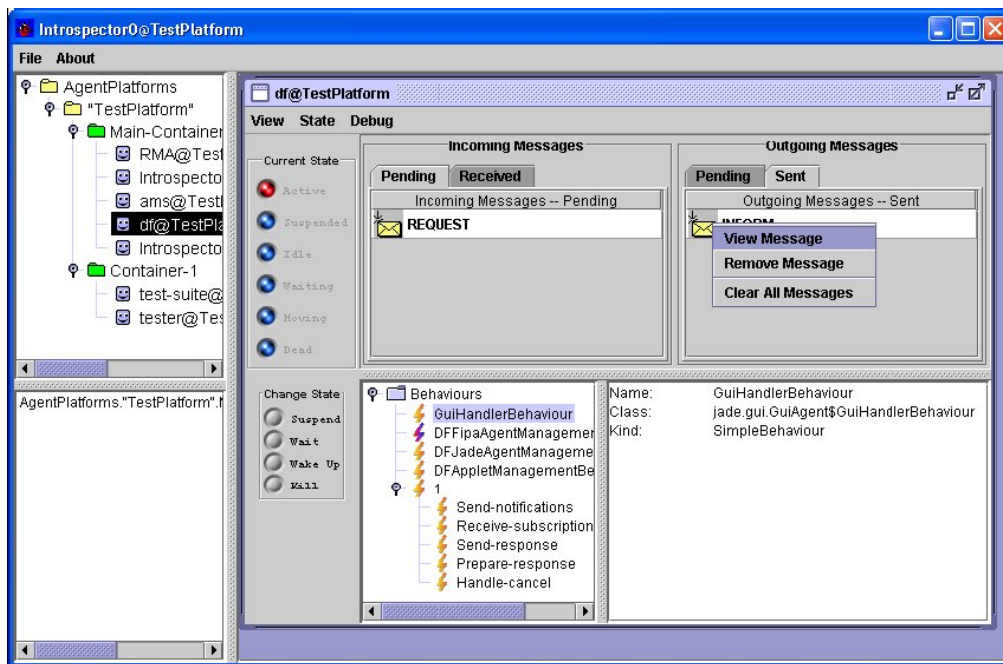 Introspector0@TestPlatform
File About
AgentPlatforms
"TestPlatform"
Main-Container
RMA@Test
Introspecto
ams@Test
df@TestPla
Introspecto
Container-1
test-suite@
tester@Tes
AgentPlatforms."TestPlatform".
df@TestPlatform
View State Debug
Current State
Active
Suspended
Idle
Waiting
Moving
Dead
Incoming Messages
Pending Received
Incoming Messages -- Pending
REQUEST
Outgoing Messages
Pending Sent
Outgoing Messages -- Sent
INFORM
View Message
Remove Message
Clear All Messages
Change State
Suspend
Wait
Wake Up
Kill
Behaviours
GuiHandlerBehaviour
DFFipaAgentManagemer
DFJadeAgentManageme
DFAppletManagementBe
1
Send-notifications
Receive-subscription
Send-response
Prepare-response
Handle-cancel
Name: GuiHandlerBehaviour
Class: jade.gui.GuiAgent$GuiHandlerBehaviour
Kind: SimpleBehaviour